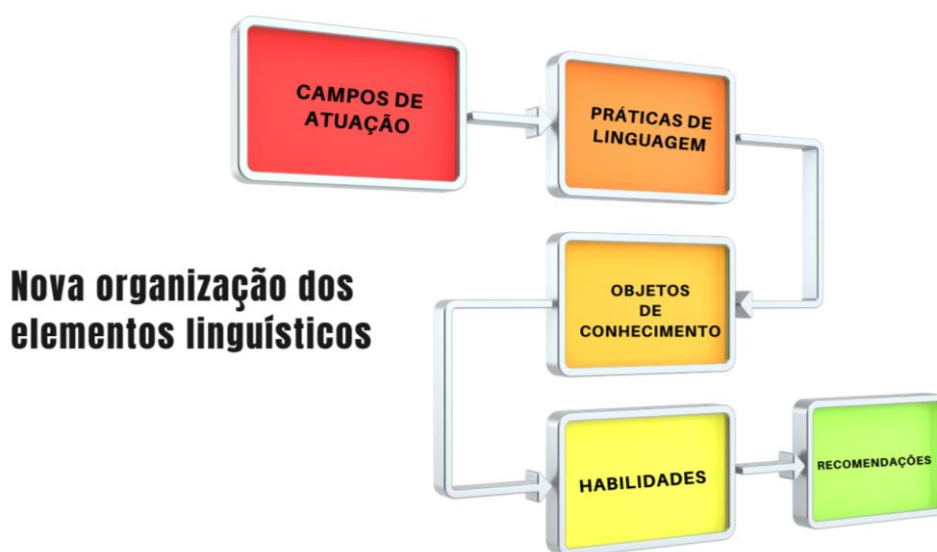 CAMPOS DE
ATUAÇÃO
PRÁTICAS DE
LINGUAGEM
Nova organização dos
elementos linguísticos
OBJETOS
DE
CONHECIMENTO
HABILIDADES
RECOMENDAÇÕES